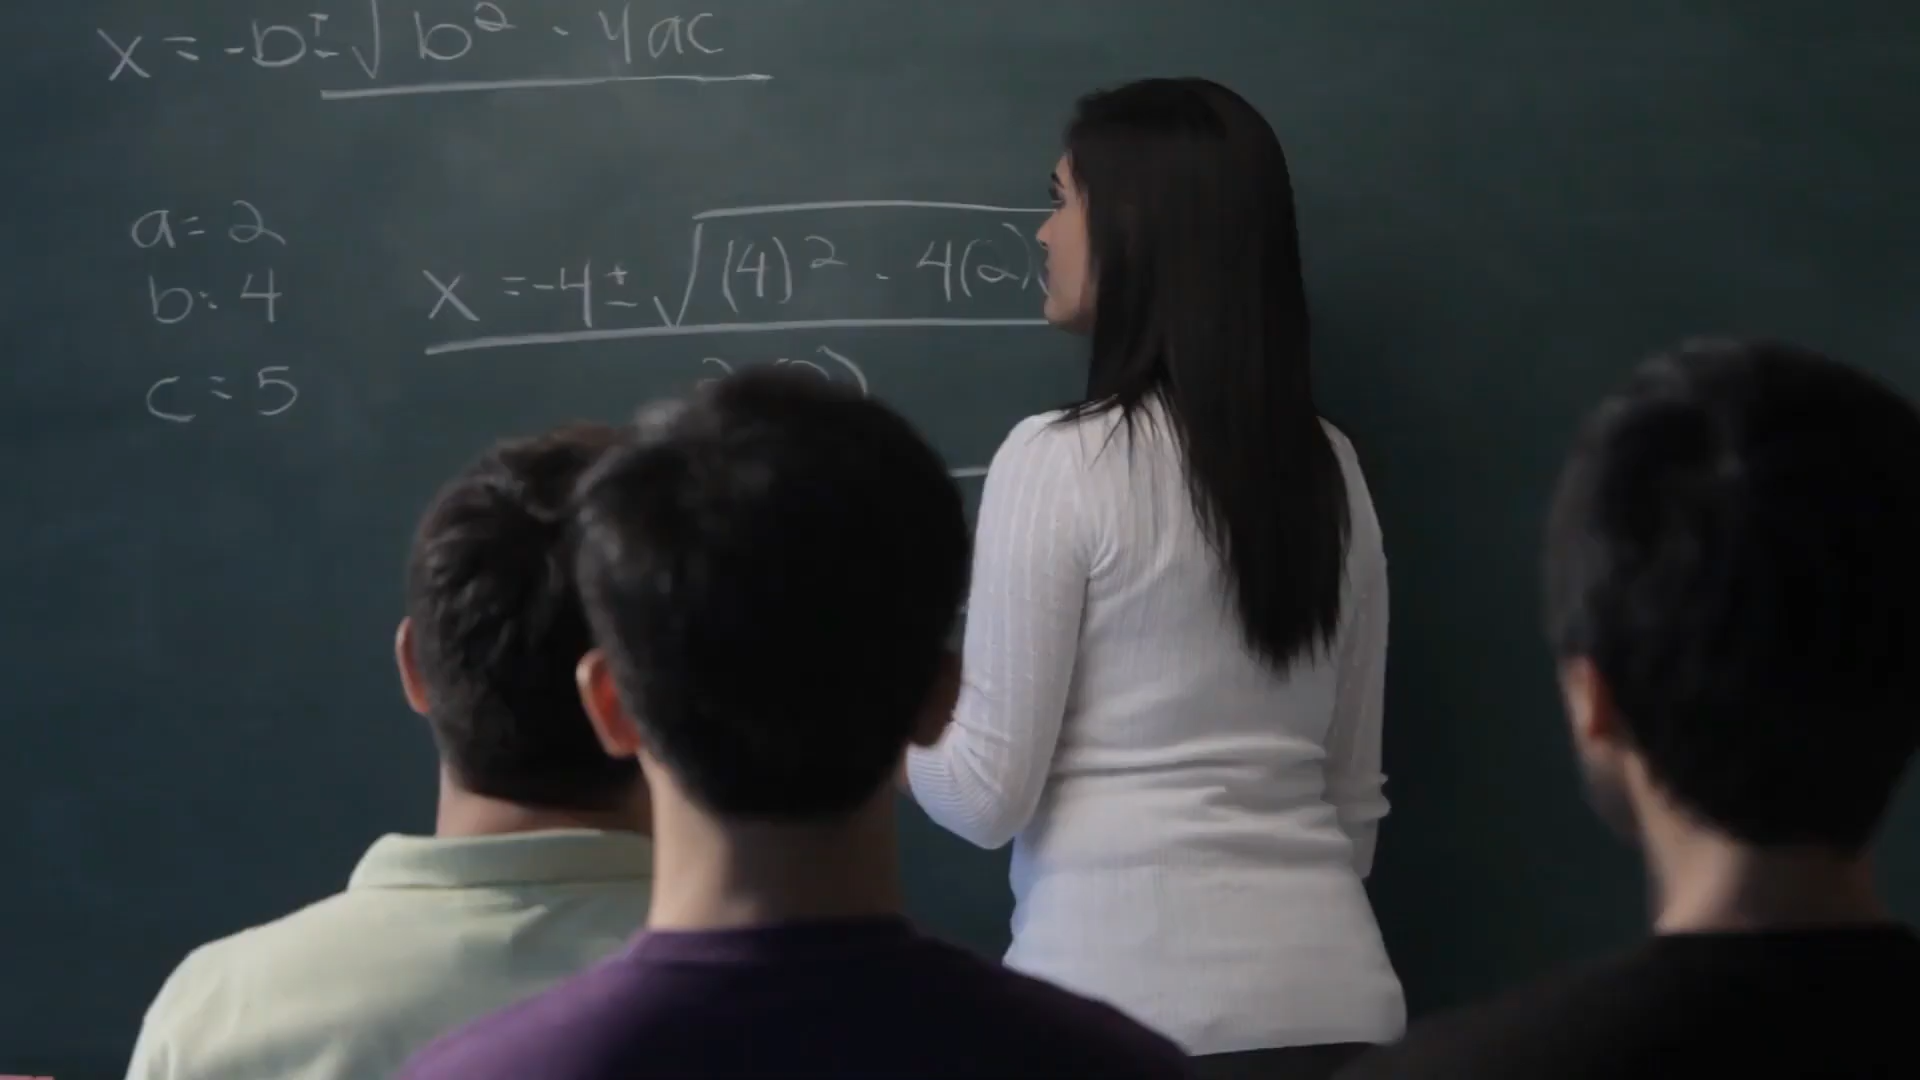 x = -b ± √ b² - 4ac
a = 2
b: 4
c = 5
x = -4 ± √ (4)² - 4(2)